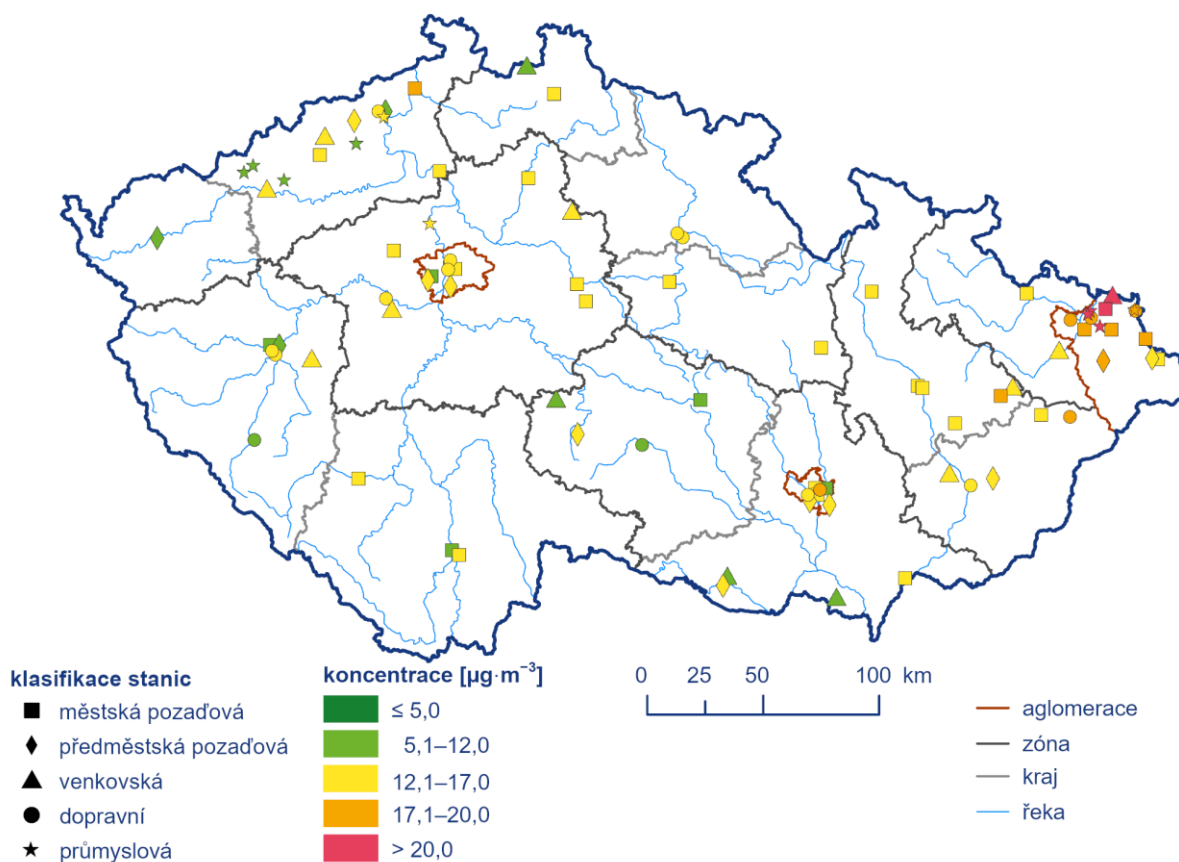 klasifikace stanic
městská pozaďová
předměstská pozaďová
venkovská
dopravní
průmyslová
koncentrace [µg·m⁻³]
≤ 5,0
5,1–12,0
12,1–17,0
17,1–20,0
> 20,0
0 25 50 100 km
aglomerace
zóna
kraj
řeka